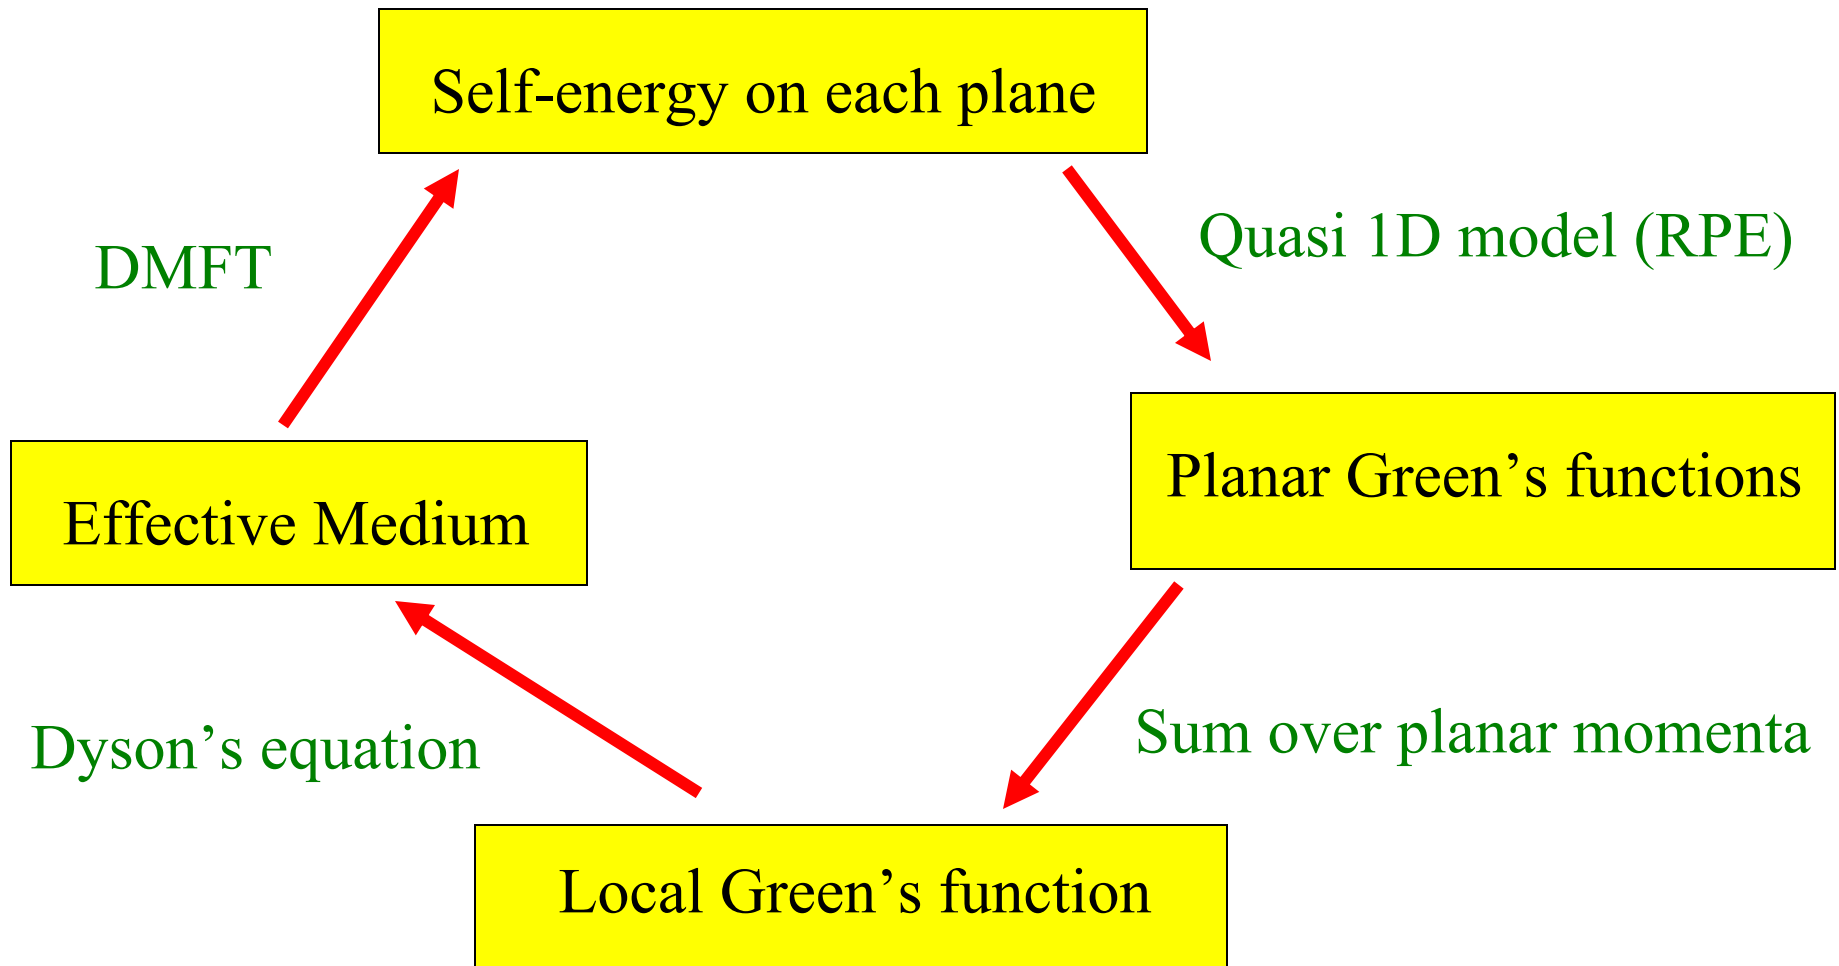 Self-energy on each plane
Quasi 1D model (RPE)
DMFT
Planar Green’s functions
Effective Medium
Sum over planar momenta
Dyson’s equation
Local Green’s function